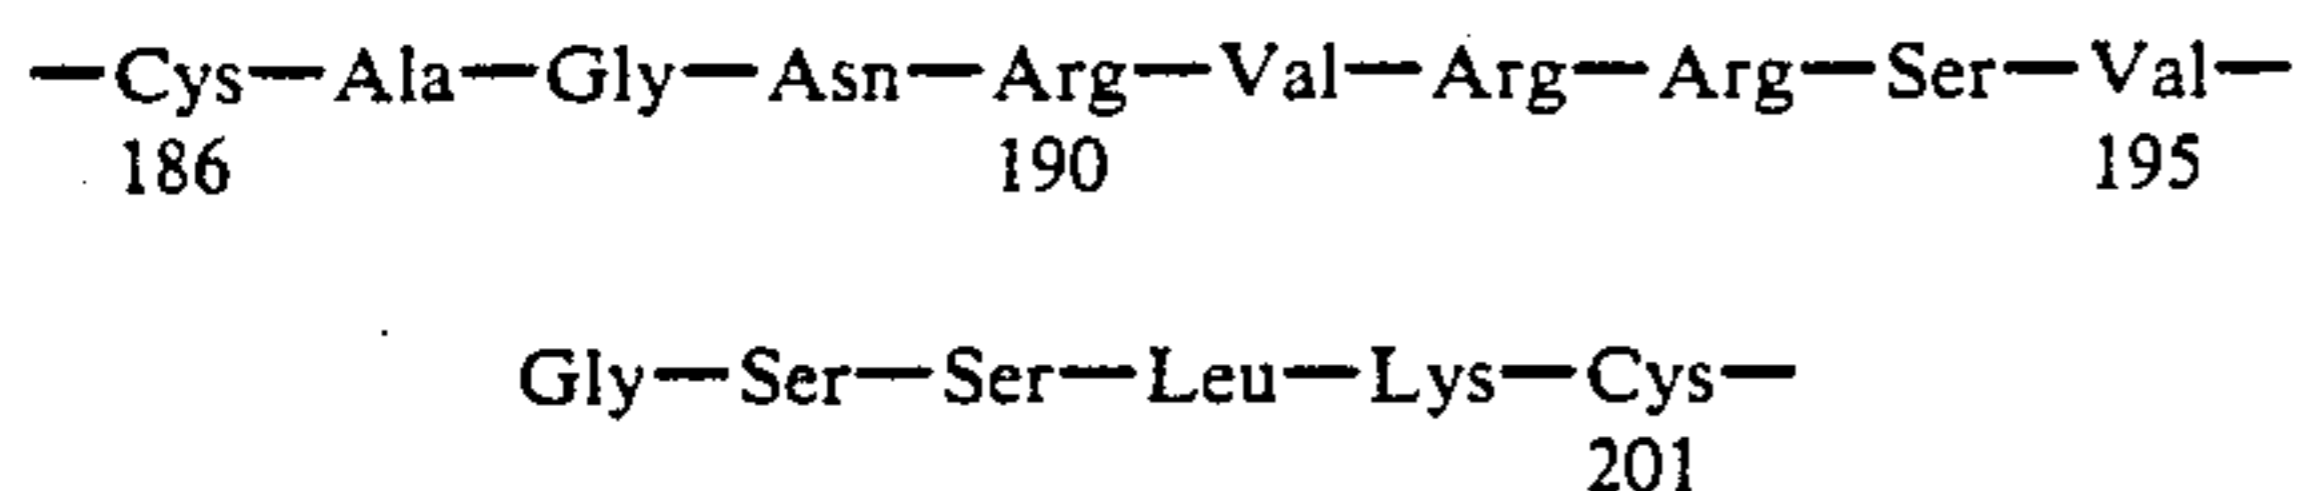 —Cys—Ala—Gly—Asn—Arg—Val—Arg—Arg—Ser—Val—
186 190 195
Gly—Ser—Ser—Leu—Lys—Cys—
201